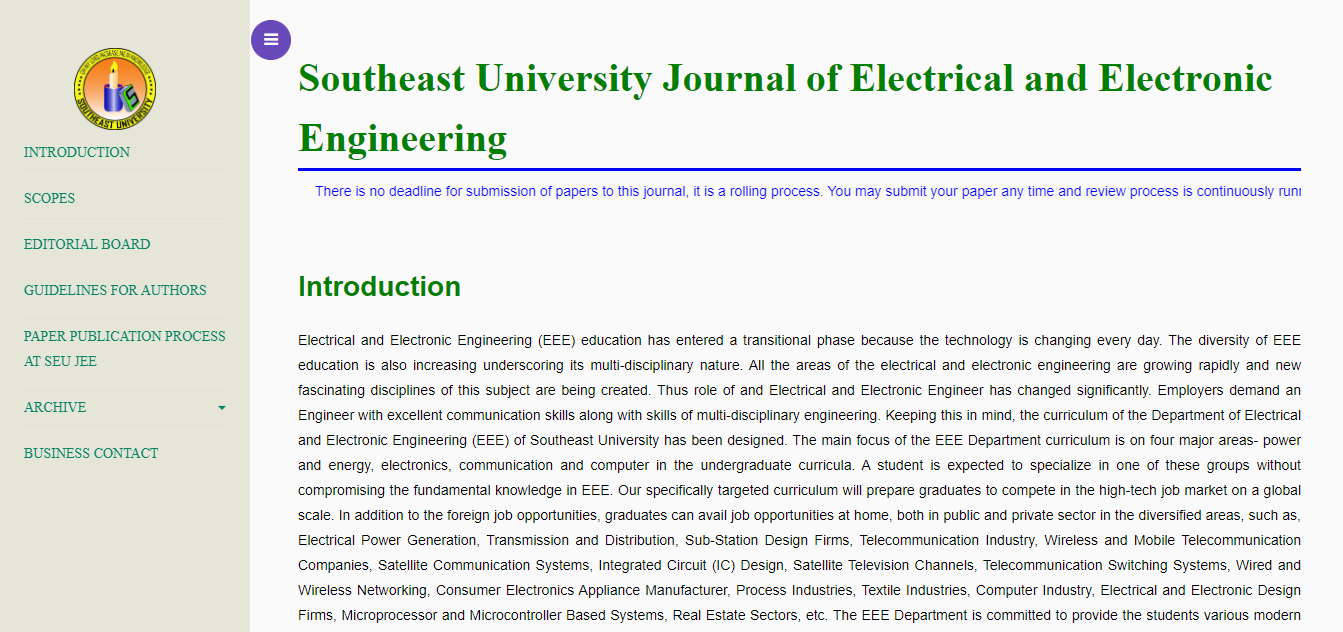 SOUTHEAST UNIVERSITY
INTRODUCTION
SCOPES
EDITORIAL BOARD
GUIDELINES FOR AUTHORS
PAPER PUBLICATION PROCESS
AT SEU JEE
ARCHIVE
BUSINESS CONTACT
Southeast University Journal of Electrical and Electronic
Engineering
There is no deadline for submission of papers to this journal, it is a rolling process. You may submit your paper any time and review process is continuously
Introduction
Electrical and Electronic Engineering (EEE) education has entered a transitional phase because the technology is changing every day. The diversity of EEE
education is also increasing underscoring its multi-disciplinary nature. All the areas of the electrical and electronic engineering are growing rapidly and new
fascinating disciplines of this subject are being created. Thus role of and Electrical and Electronic Engineer has changed significantly. Employers demand an
Engineer with excellent communication skills along with skills of multi-disciplinary engineering. Keeping this in mind, the curriculum of the Department of Electrical
and Electronic Engineering (EEE) of Southeast University has been designed. The main focus of the EEE Department curriculum is on four major areas- power
and energy, electronics, communication and computer in the undergraduate curricula. A student is expected to specialize in one of these groups without
compromising the fundamental knowledge in EEE. Our specifically targeted curriculum will prepare graduates to compete in the high-tech job market on a global
scale. In addition to the foreign job opportunities, graduates can avail job opportunities at home, both in public and private sector in the diversified areas, such as,
Electrical Power Generation, Transmission and Distribution, Sub-Station Design Firms, Telecommunication Industry, Wireless and Mobile Telecommunication
Companies, Satellite Communication Systems, Integrated Circuit (IC) Design, Satellite Television Channels, Telecommunication Switching Systems, Wired and
Wireless Networking, Consumer Electronics Appliance Manufacturer, Process Industries, Textile Industries, Computer Industry, Electrical and Electronic Design
Firms, Microprocessor and Microcontroller Based Systems, Real Estate Sectors, etc. The EEE Department is committed to provide the students various modern